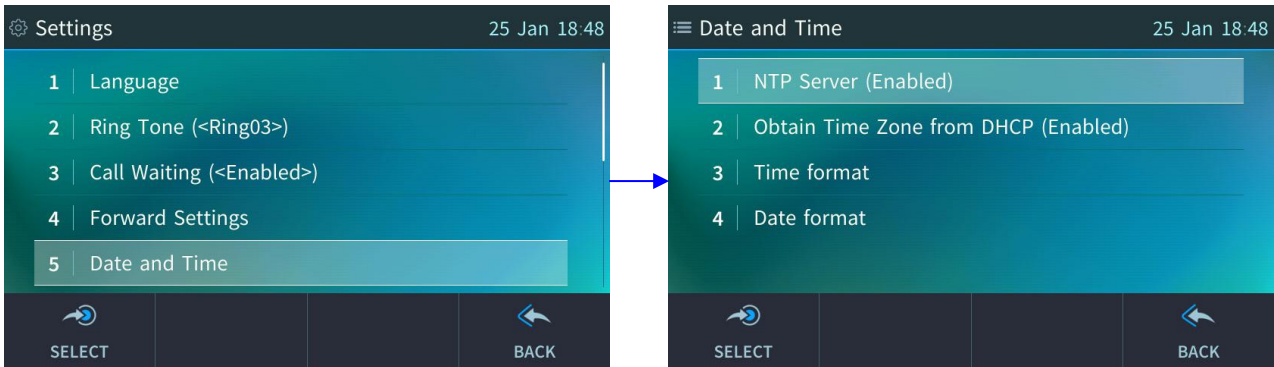 Settings 25 Jan 18:48
1 Language
2 Ring Tone (<Ring03>)
3 Call Waiting (<Enabled>)
4 Forward Settings
5 Date and Time
SELECT BACK
Date and Time 25 Jan 18:48
1 NTP Server (Enabled)
2 Obtain Time Zone from DHCP (Enabled)
3 Time format
4 Date format
SELECT BACK